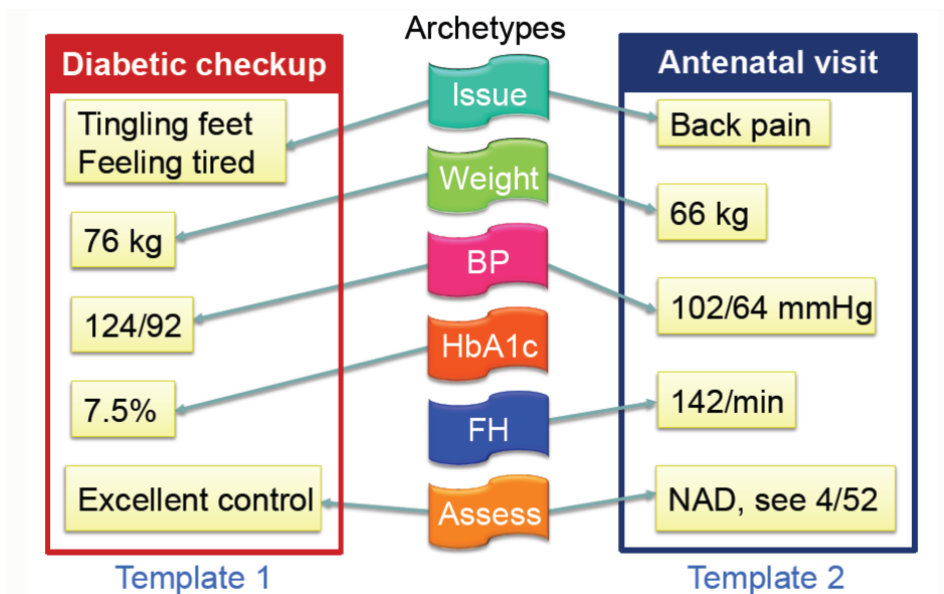 Archetypes
Diabetic checkup
Tingling feet
Feeling tired
76 kg
124/92
7.5%
Excellent control
Template 1
Issue
Weight
BP
HbA1c
FH
Assess
Antenatal visit
Back pain
66 kg
102/64 mmHg
142/min
NAD, see 4/52
Template 2